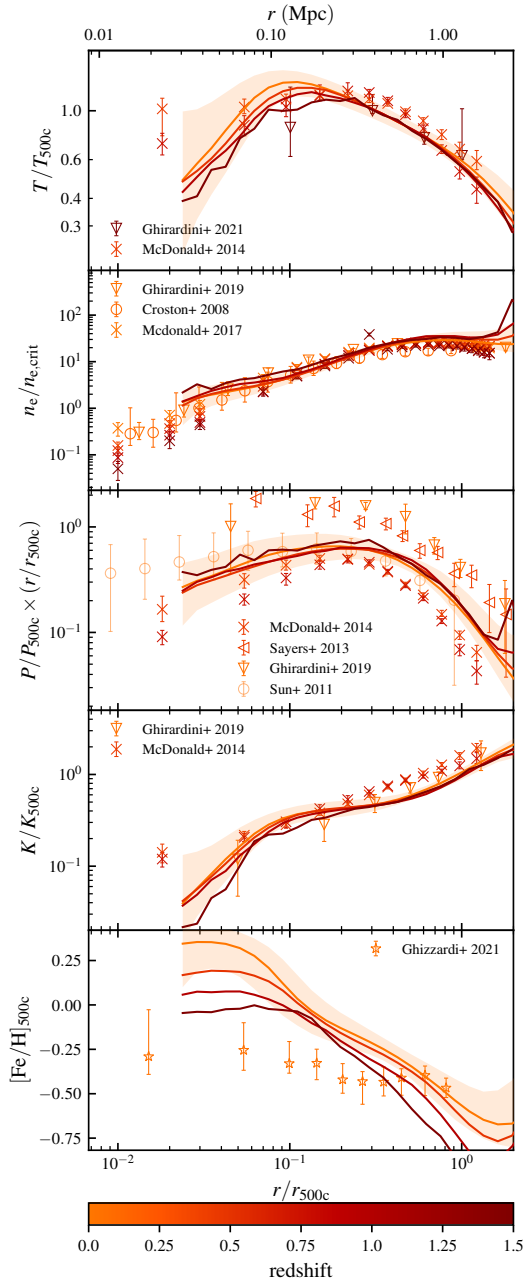 r (Mpc)
0.01 0.10 1.00
T/T500c
1.0
0.6
0.4
0.3
Ghirardini+ 2021
McDonald+ 2014
ne/ne,crit
10²
10¹
10⁰
10⁻¹
Ghirardini+ 2019
Croston+ 2008
Mcdonald+ 2017
P/P500c × (r/r500c)
10⁰
10⁻¹
McDonald+ 2014
Sayers+ 2013
Ghirardini+ 2019
Sun+ 2011
K/K500c
10⁰
10⁻¹
Ghirardini+ 2019
McDonald+ 2014
[Fe/H]500c
0.25
0.00
−0.25
−0.50
−0.75
Ghizzardi+ 2021
10⁻² 10⁻¹ 10⁰
r/r500c
0.0 0.25 0.5 0.75 1.0 1.25 1.5
redshift